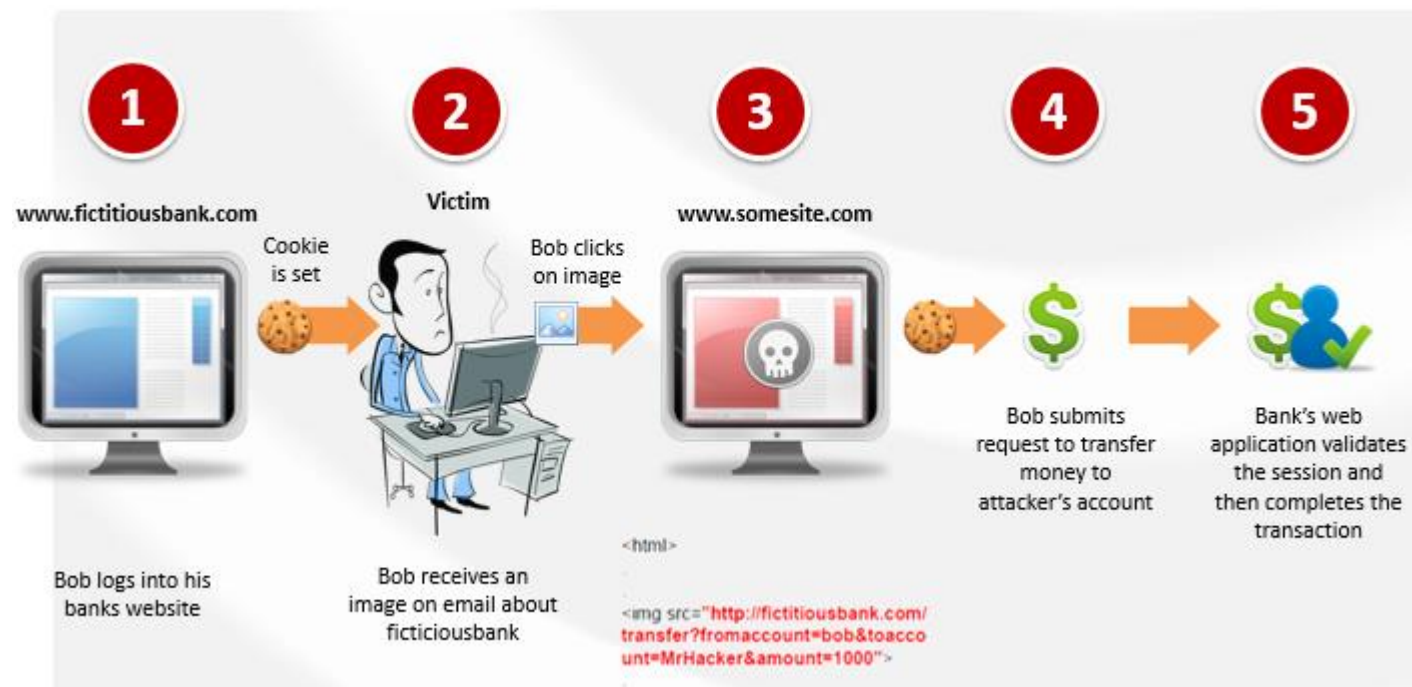 1
2
3
4
5
www.fictitiousbank.com
Cookie
is set
Victim
Bob clicks
on image
www.somesite.com
Bob logs into his
banks website
Bob receives an
image on email about
ficticiousbank
<html>
.
.
<img src="http://fictitiousbank.com/
transfer?fromaccount=bob&toacco
unt=MrHacker&amount=1000">
.
Bob submits
request to transfer
money to
attacker's account
Bank's web
application validates
the session and
then completes the
transaction